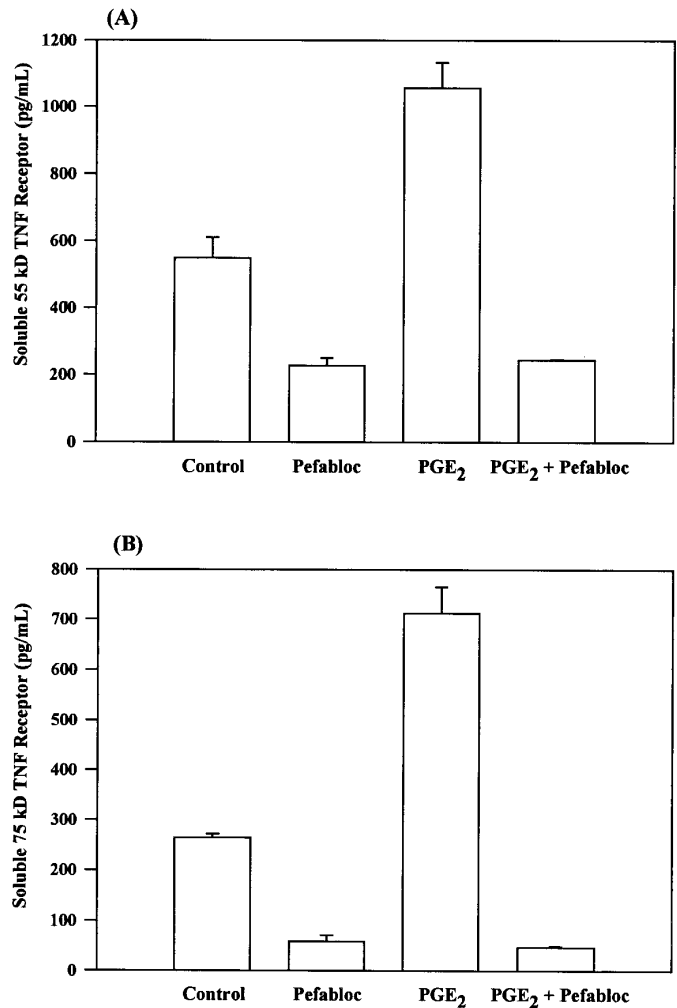 (A)
Soluble 55 kD TNF Receptor (pg/mL)
1200
1000
800
600
400
200
0
Control Pefabloc PGE₂ PGE₂ + Pefabloc
(B)
Soluble 75 kD TNF Receptor (pg/mL)
800
700
600
500
400
300
200
100
0
Control Pefabloc PGE₂ PGE₂ + Pefabloc